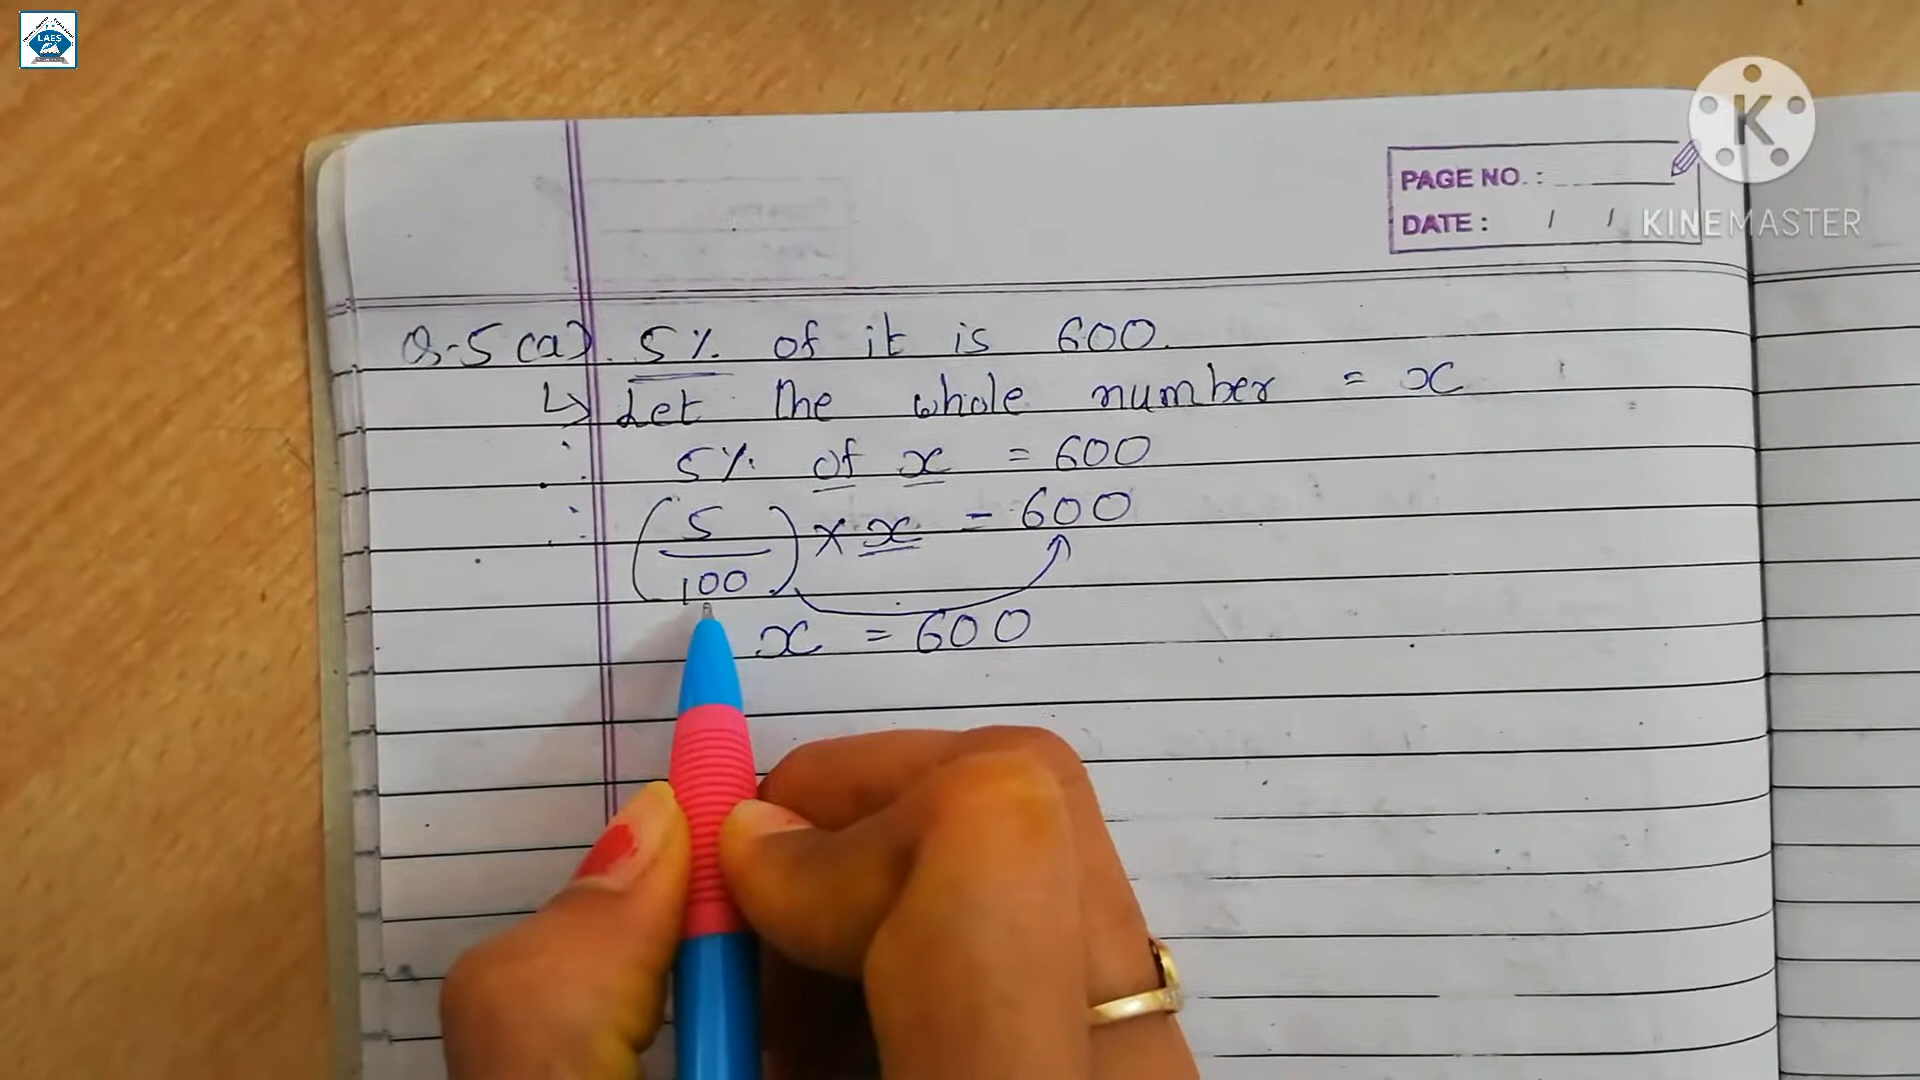 LAES
K
KINEMASTER
PAGE NO. :
DATE : / /
Q.5 (a). 5% of it is 600.
↳ Let the whole number = x
∴ 5% of x = 600
∴ (5/100) × x = 600
x = 600